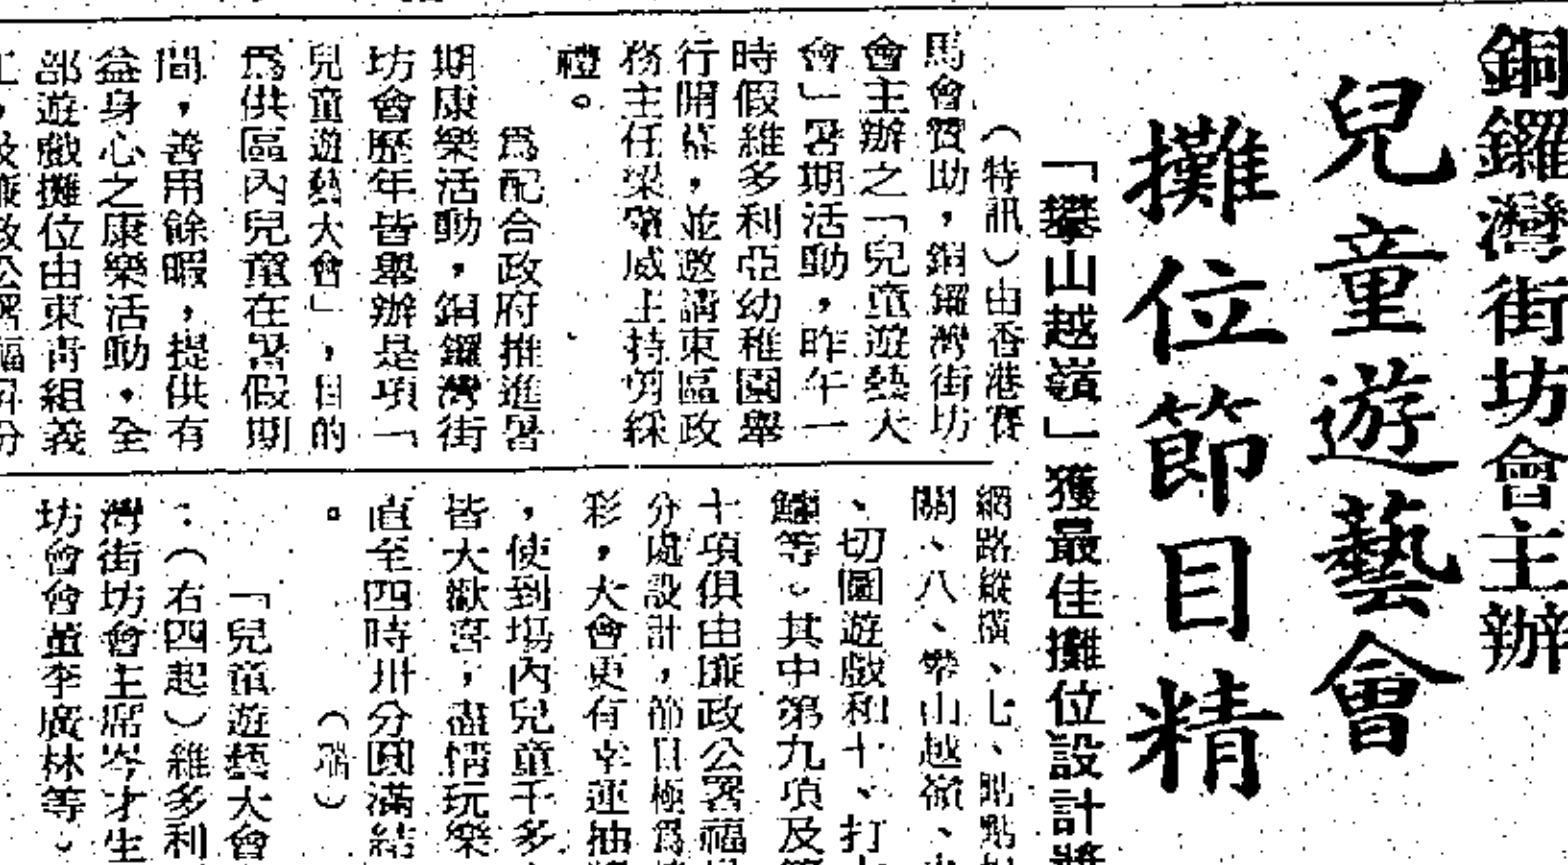 銅鑼灣街坊會主辦
兒童遊藝會
攤位節目精
「攀山越嶺」獲最佳攤位設計獎
（特訊）由香港賽
馬會贊助，銅鑼灣街坊
會主辦之「兒童遊藝大
會」暑期活動，昨午一
時假維多利亞幼稚園舉
行開幕，並邀請東區政
務主任梁肇威主持剪綵
禮。
為配合政府推進暑
期康樂活動，銅鑼灣街
坊會歷年皆舉辦是項「
兒童遊藝大會」，目的
為供區內兒童在暑假期
間，善用餘暇，提供有
益身心之康樂活動。全
部遊戲攤位由東青組義
工，及廉政公署福
網路縱橫、七、點點
關、八、攀山越嶺、
、切圖遊戲和十、打
等。其中第九項及
十項俱由廉政公署福
分處設計，節目極為
彩，大會更有幸運抽
，使到場內兒童千多
皆大歡喜，盡情玩樂
直至四時卅分圓滿結
。（瑞）
「兒童遊藝大會
：（右四起）維多利
灣街坊會主席岑才生
坊會會董李廣林等。